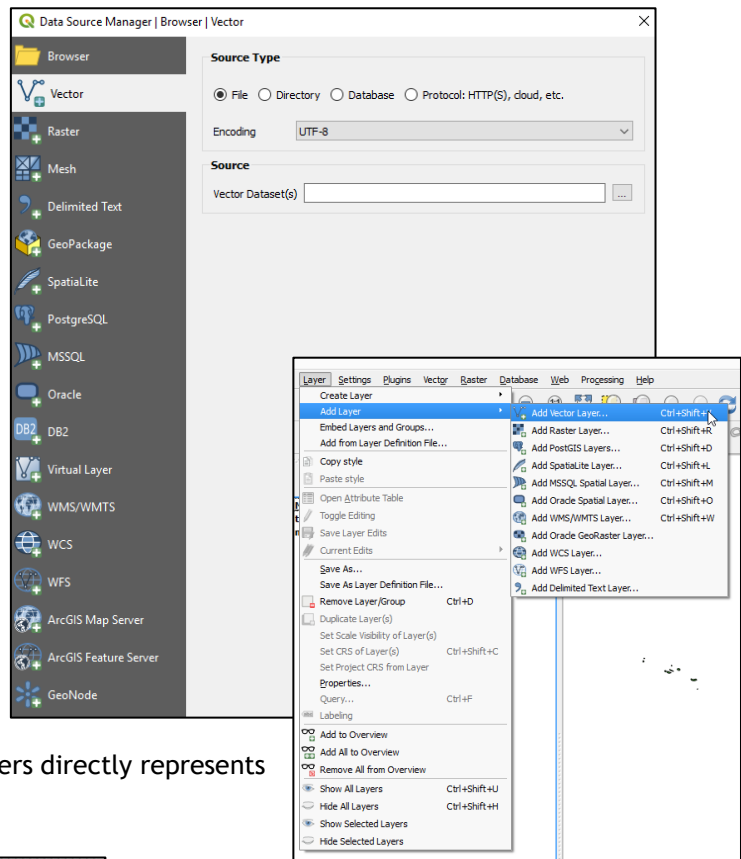 Data Source Manager | Browser | Vector
Browser
Vector
Raster
Mesh
Delimited Text
GeoPackage
SpatiaLite
PostgreSQL
MSSQL
Oracle
DB2 DB2
Virtual Layer
WMS/WMTS
WCS
WFS
ArcGIS Map Server
ArcGIS Feature Server
GeoNode
Source Type
File Directory Database Protocol: HTTP(S), cloud, etc.
Encoding UTF-8
Source
Vector Dataset(s) ...
Layer Settings Plugins Vector Raster Database Web Processing Help
Create Layer
Add Layer
Embed Layers and Groups...
Add from Layer Definition File...
Copy style
Paste style
Open Attribute Table
Toggle Editing
Save Layer Edits
Current Edits
Save As...
Save As Layer Definition File...
Remove Layer/Group Ctrl+D
Duplicate Layer(s)
Set Scale Visibility of Layer(s)
Set CRS of Layer(s) Ctrl+Shift+C
Set Project CRS from Layer
Properties...
Query... Ctrl+F
Labeling
Add to Overview
Add All to Overview
Remove All from Overview
Show All Layers Ctrl+Shift+U
Hide All Layers Ctrl+Shift+H
Show Selected Layers
Hide Selected Layers
Add Vector Layer... Ctrl+Shift+
Add Raster Layer... Ctrl+Shift+R
Add PostGIS Layers... Ctrl+Shift+D
Add SpatiaLite Layer... Ctrl+Shift+L
Add MSSQL Spatial Layer... Ctrl+Shift+M
Add Oracle Spatial Layer... Ctrl+Shift+O
Add WMS/WMTS Layer... Ctrl+Shift+W
Add Oracle GeoRaster Layer...
Add WCS Layer...
Add WFS Layer...
Add Delimited Text Layer...
ers directly represents